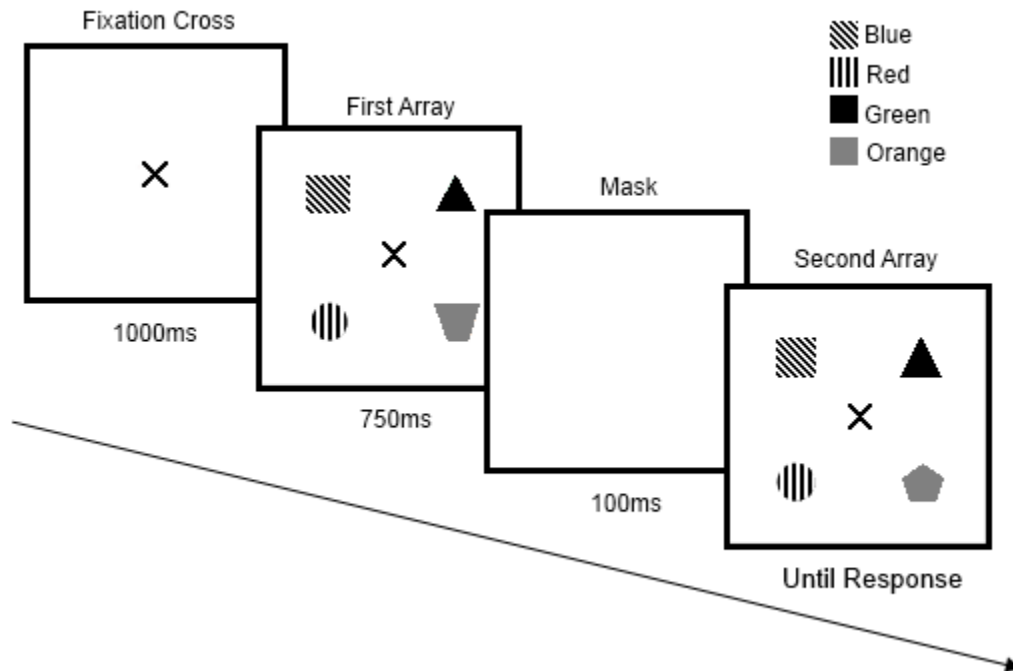 Fixation Cross
Blue
Red
Green
Orange
First Array
Mask
Second Array
1000ms
750ms
100ms
Until Response